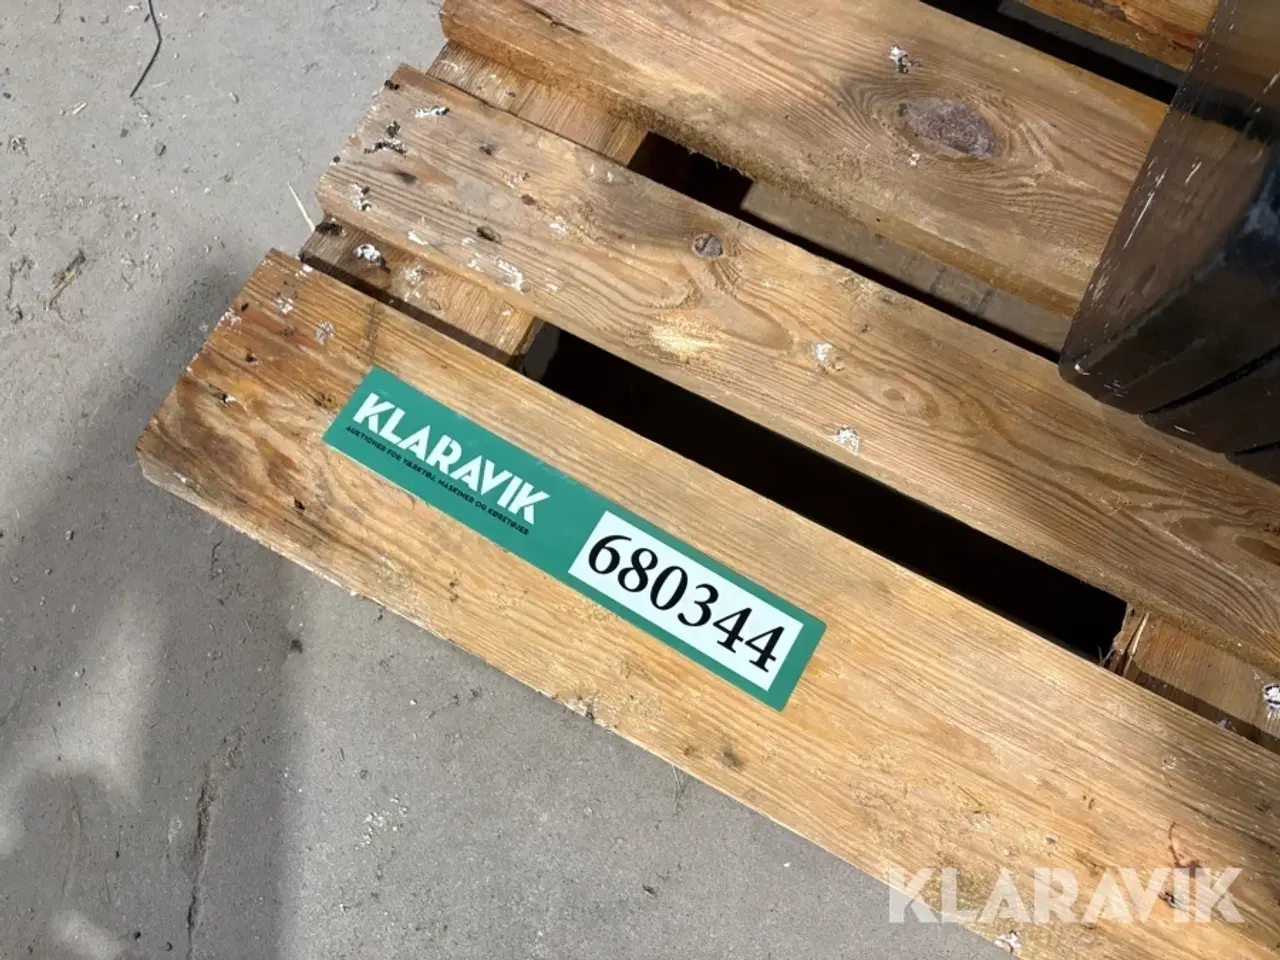 KLARAVIK
AUKTIONER FOR VÆRKTØJ, MASKINER OG KØRETØJER
680344
KLARAVIK